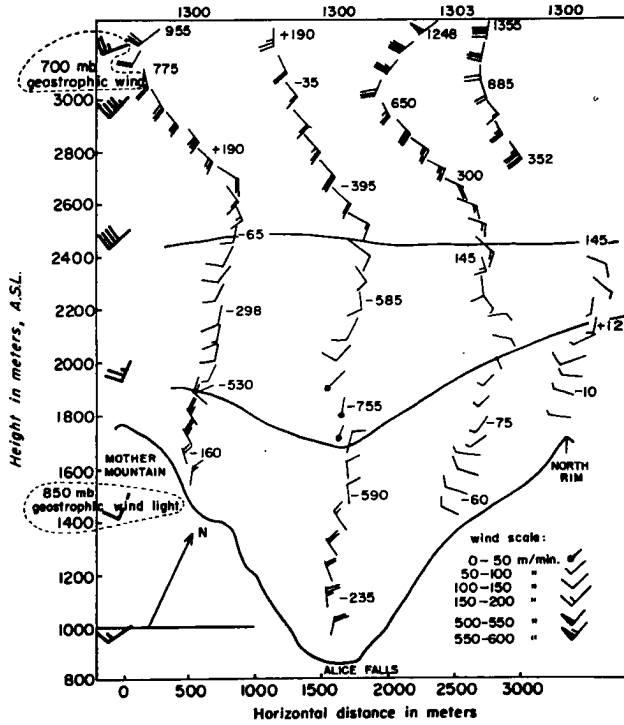 1300 1300 1303 1300
955 +190 1248 1355
700 mb
geostrophic wind
775 -35 650 885
3000
2800 +190 352
300
2600 -395
2400 -65 145 145
-585
2200 -298 +12
2000
-530 -10
1800 -755 -75
MOTHER
MOUNTAIN
-160
NORTH
RIM
1600
850 mb
geostrophic wind light
-590 -60
1400
N
wind scale:
0-50 m/min.
50-100 "
100-150 "
150-200 "
500-550 "
550-600 "
1200
-235
1000
ALICE FALLS
800
0 500 1000 1500 2000 2500 3000
Horizontal distance in meters
Height in meters, A.S.L.